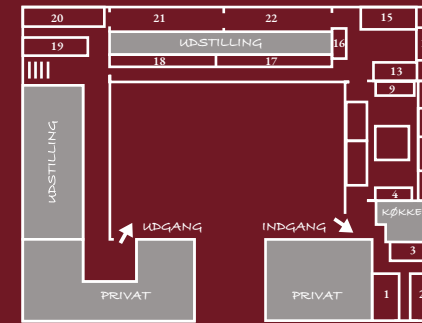 20 21 22 15
UDSTILLING
19 18 17 16 13
9
UDSTILLING
4
UDGANG INDGANG KØKKE
3
PRIVAT PRIVAT 1 2